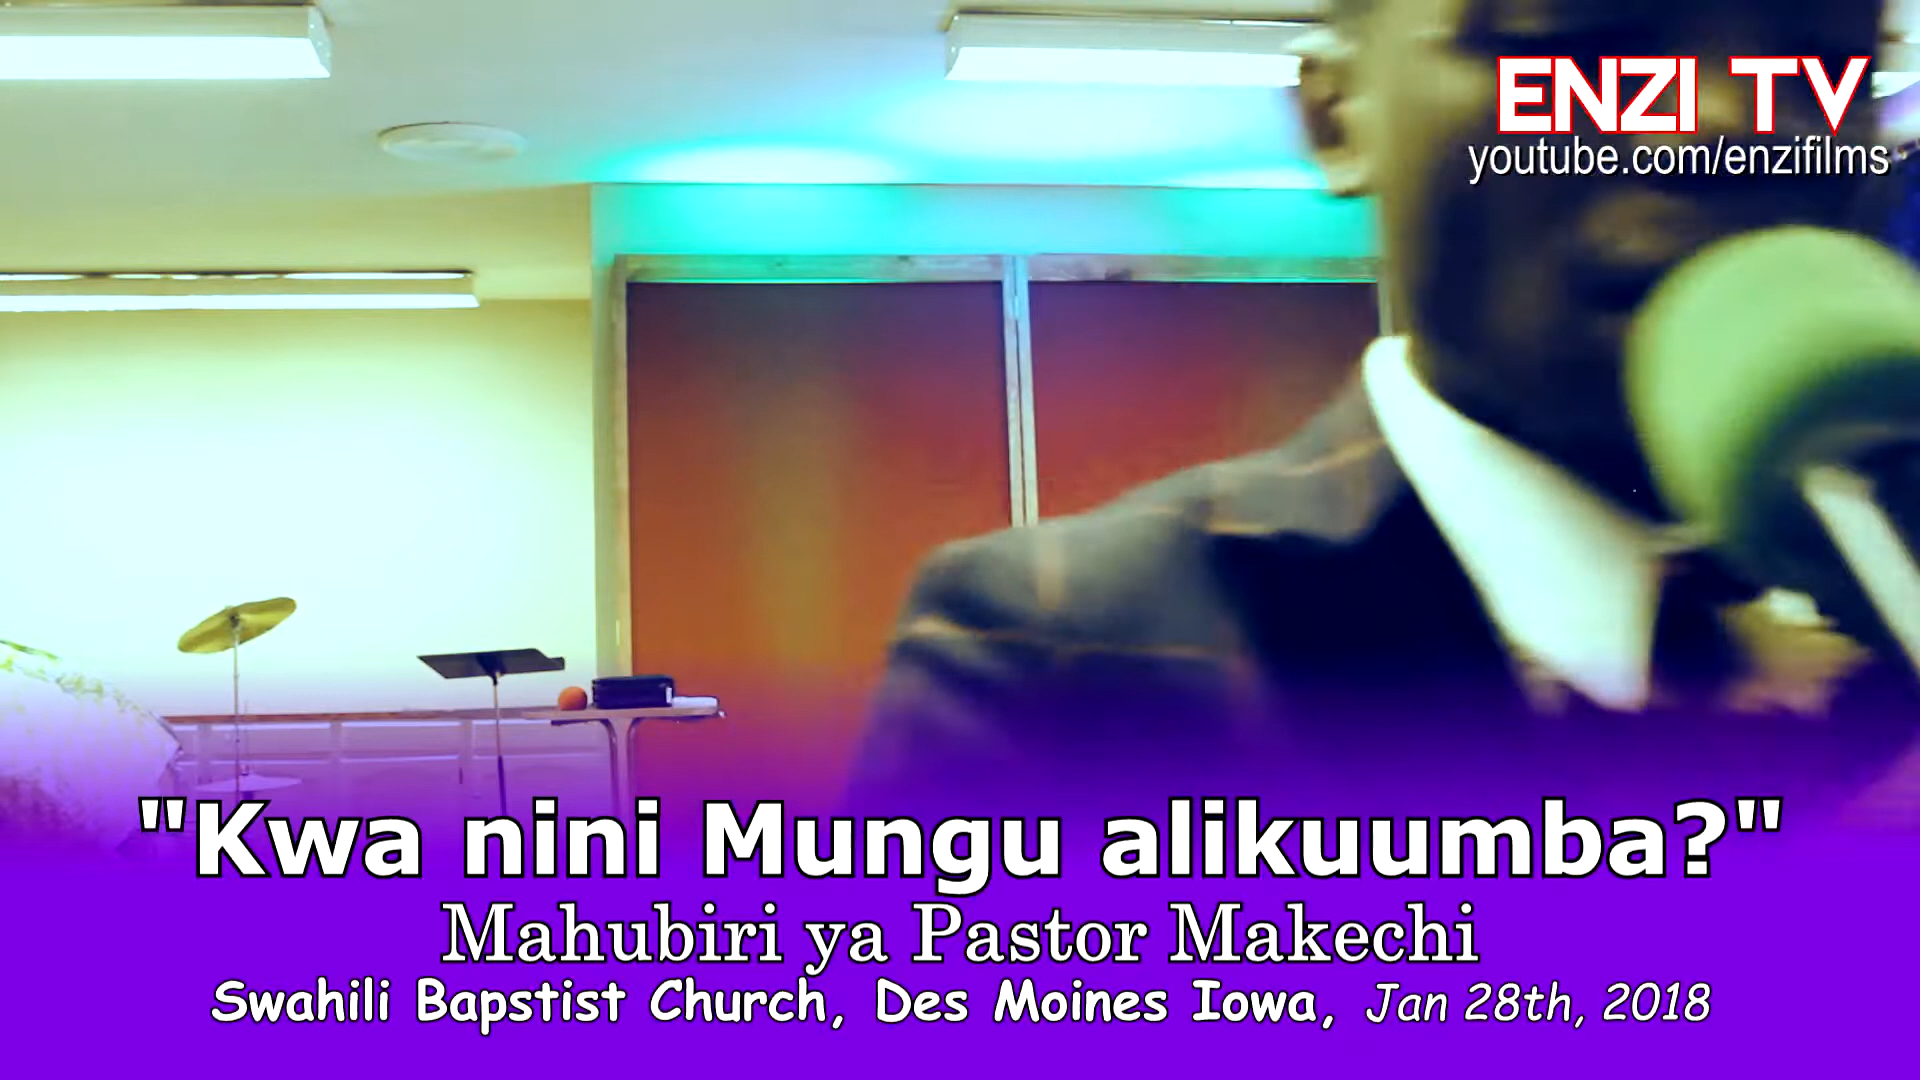 ENZI TV
youtube.com/enzifilms
"Kwa nini Mungu alikuumba?"
Mahubiri ya Pastor Makechi
Swahili Bapstist Church, Des Moines Iowa, Jan 28th, 2018